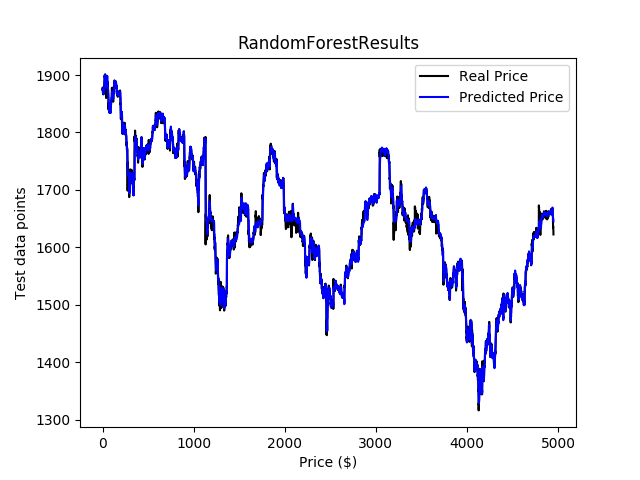 RandomForestResults
Real Price
Predicted Price
1900
1800
1700
1600
1500
1400
1300
Test data points
0 1000 2000 3000 4000 5000
Price ($)